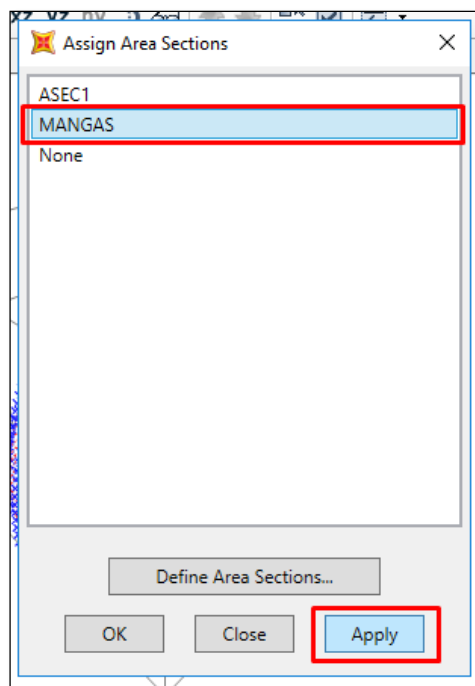 Assign Area Sections
ASEC1
MANGAS
None
Define Area Sections...
OK Close Apply